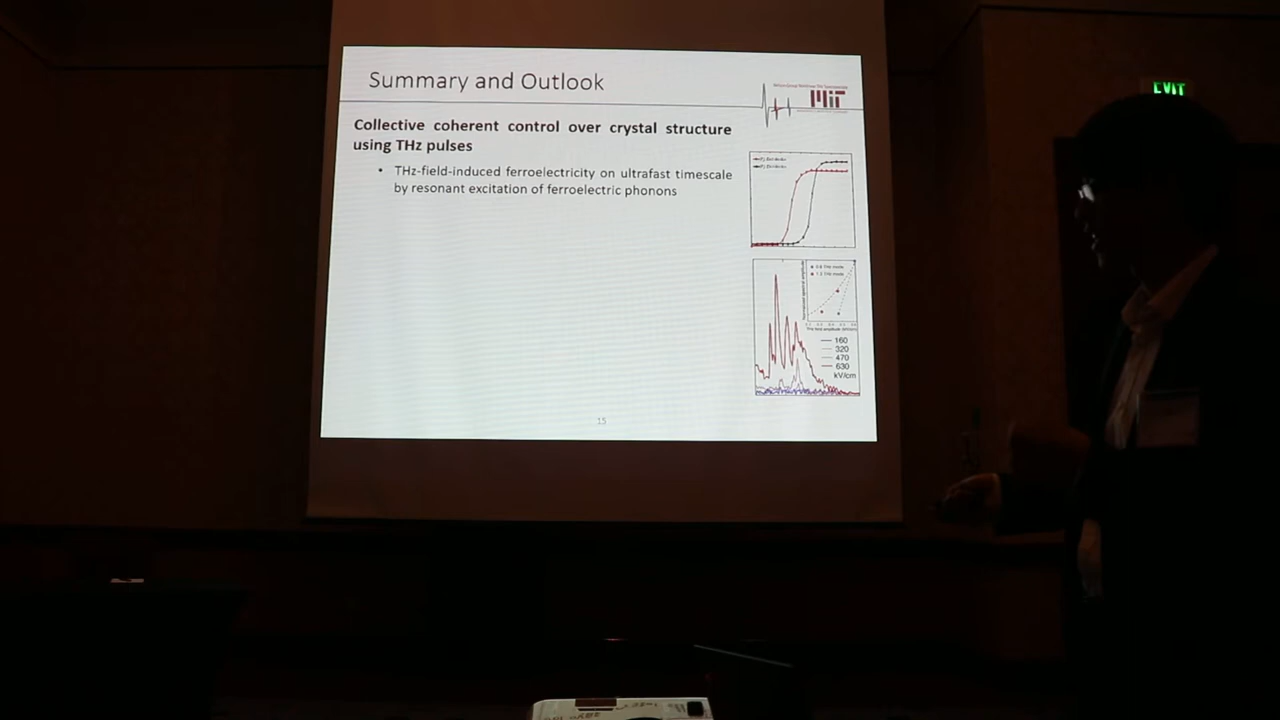 Summary and Outlook
MIT
EXIT
Collective coherent control over crystal structure
using THz pulses
• THz-field-induced ferroelectricity on ultrafast timescale
by resonant excitation of ferroelectric phonons
160
320
470
630
kV/cm
15